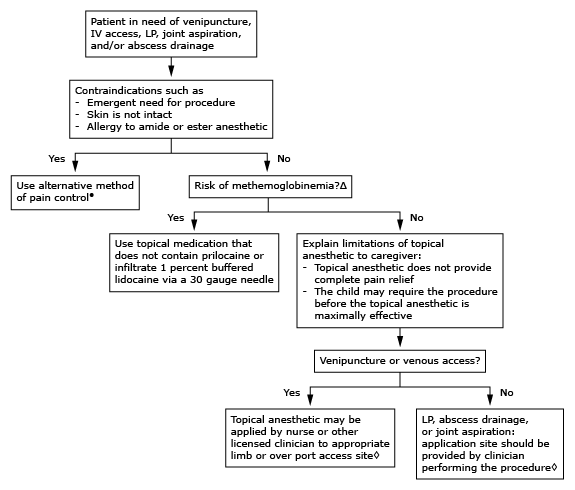 Patient in need of venipuncture,
IV access, LP, joint aspiration,
and/or abscess drainage
Contraindications such as
- Emergent need for procedure
- Skin is not intact
- Allergy to amide or ester anesthetic
Yes
No
Use alternative method
of pain control*
Risk of methemoglobinemia?Δ
Yes
No
Use topical medication that
does not contain prilocaine or
infiltrate 1 percent buffered
lidocaine via a 30 gauge needle
Explain limitations of topical
anesthetic to caregiver:
- Topical anesthetic does not provide
complete pain relief
- The child may require the procedure
before the topical anesthetic is
maximally effective
Venipuncture or venous access?
Yes
No
Topical anesthetic may be
applied by nurse or other
licensed clinician to appropriate
limb or over port access site◊
LP, abscess drainage,
or joint aspiration:
application site should be
provided by clinician
performing the procedure◊